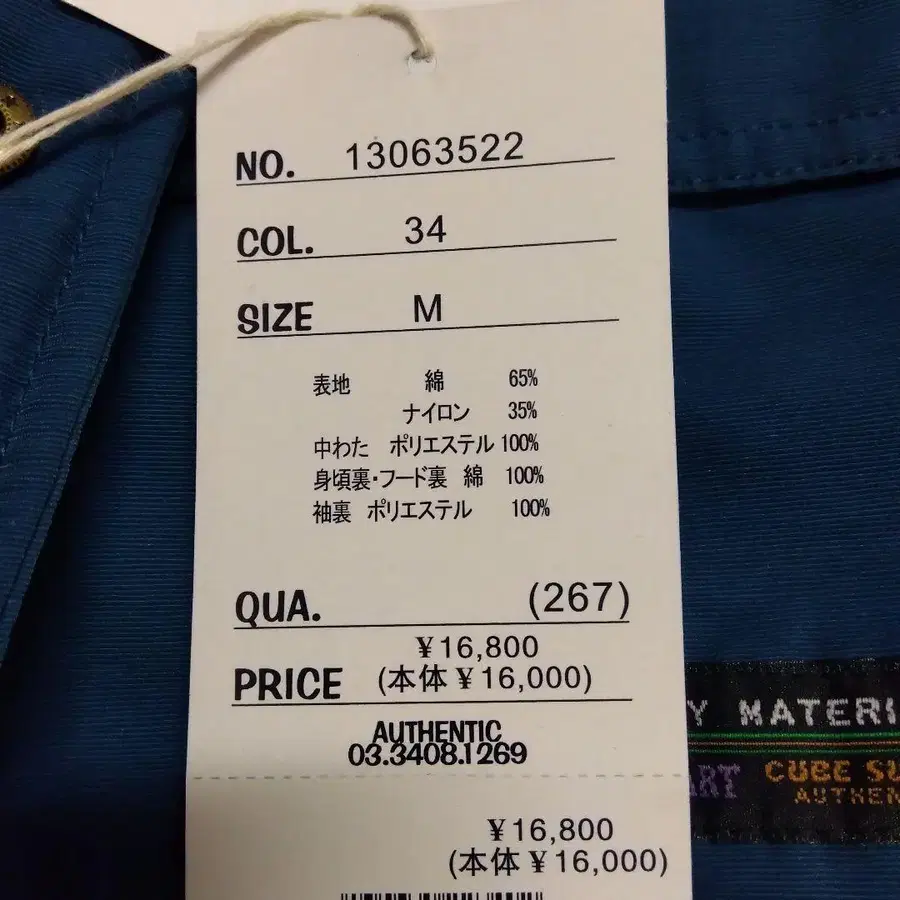 NO. 13063522
COL. 34
SIZE M
表地 綿 65%
ナイロン 35%
中わた ポリエステル 100%
身頃裏・フード裏 綿 100%
袖裏 ポリエステル 100%
QUA. (267)
¥16,800
PRICE (本体¥16,000)
AUTHENTIC
03.3408.1269
¥16,800
(本体¥16,000)
Y MATERI
ART CUBE SU
AUTHEN